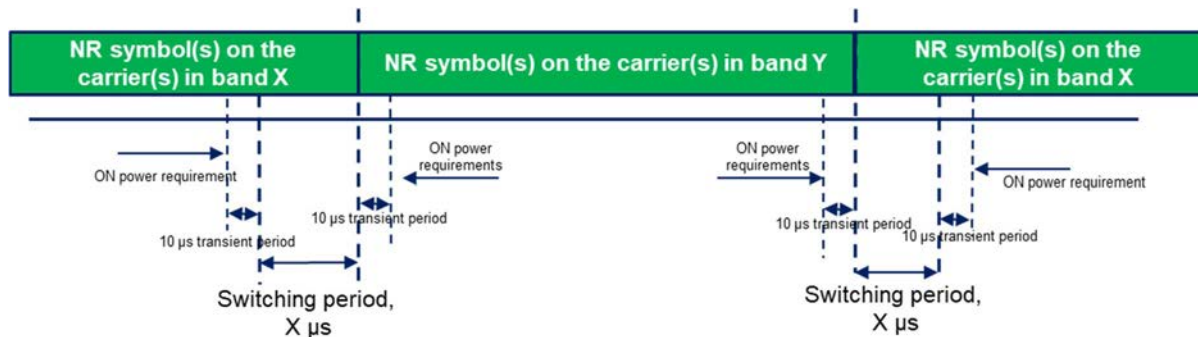 NR symbol(s) on the
carrier(s) in band X
NR symbol(s) on the carrier(s) in band Y
NR symbol(s) on the
carrier(s) in band X
ON power requirement
ON power
requirements
ON power
requirements
ON power requirement
10 µs transient period
10 µs transient period
10 µs transient period
10 µs transient period
Switching period,
X µs
Switching period,
X µs